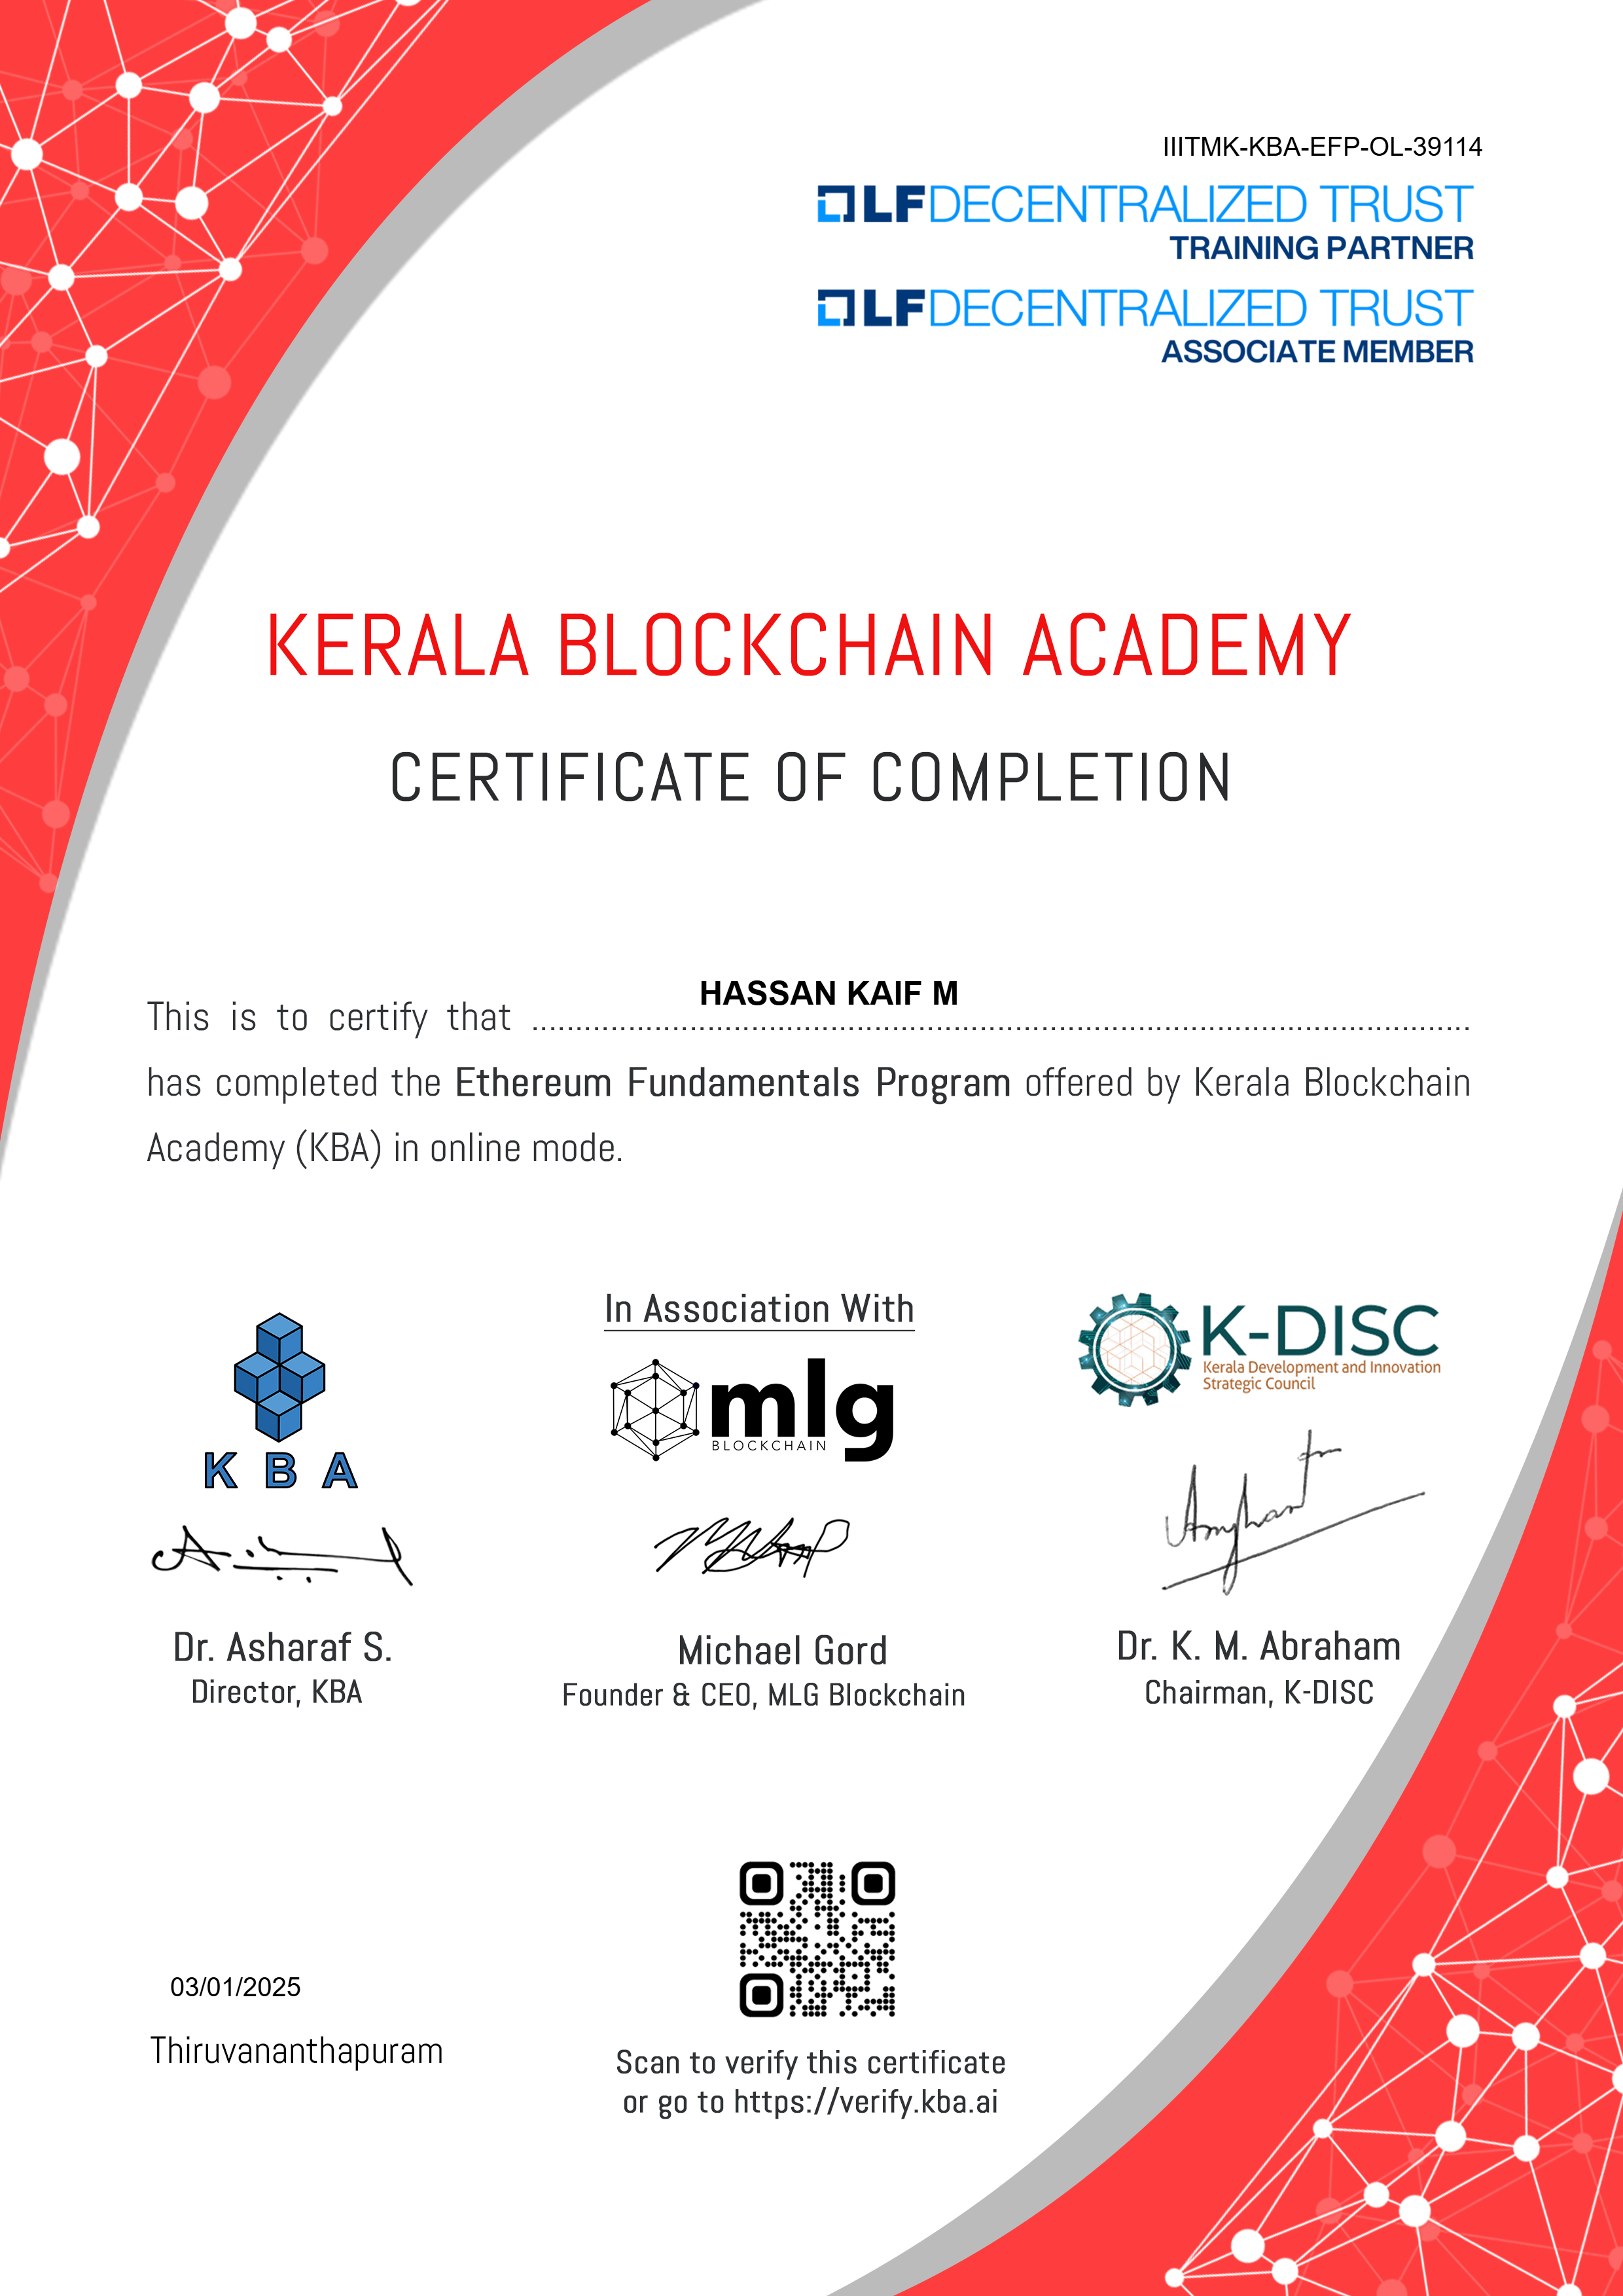 IIITMK-KBA-EFP-OL-39114
LFDECENTRALIZED TRUST
TRAINING PARTNER
LFDECENTRALIZED TRUST
ASSOCIATE MEMBER
KERALA BLOCKCHAIN ACADEMY
CERTIFICATE OF COMPLETION
HASSAN KAIF M
This is to certify that ........................................................................
has completed the Ethereum Fundamentals Program offered by Kerala Blockchain
Academy (KBA) in online mode.
KBA
In Association With
mlg
BLOCKCHAIN
K-DISC
Kerala Development and Innovation
Strategic Council
Dr. Asharaf S.
Director, KBA
Michael Gord
Founder & CEO, MLG Blockchain
Dr. K. M. Abraham
Chairman, K-DISC
03/01/2025
Thiruvananthapuram
Scan to verify this certificate
or go to https://verify.kba.ai